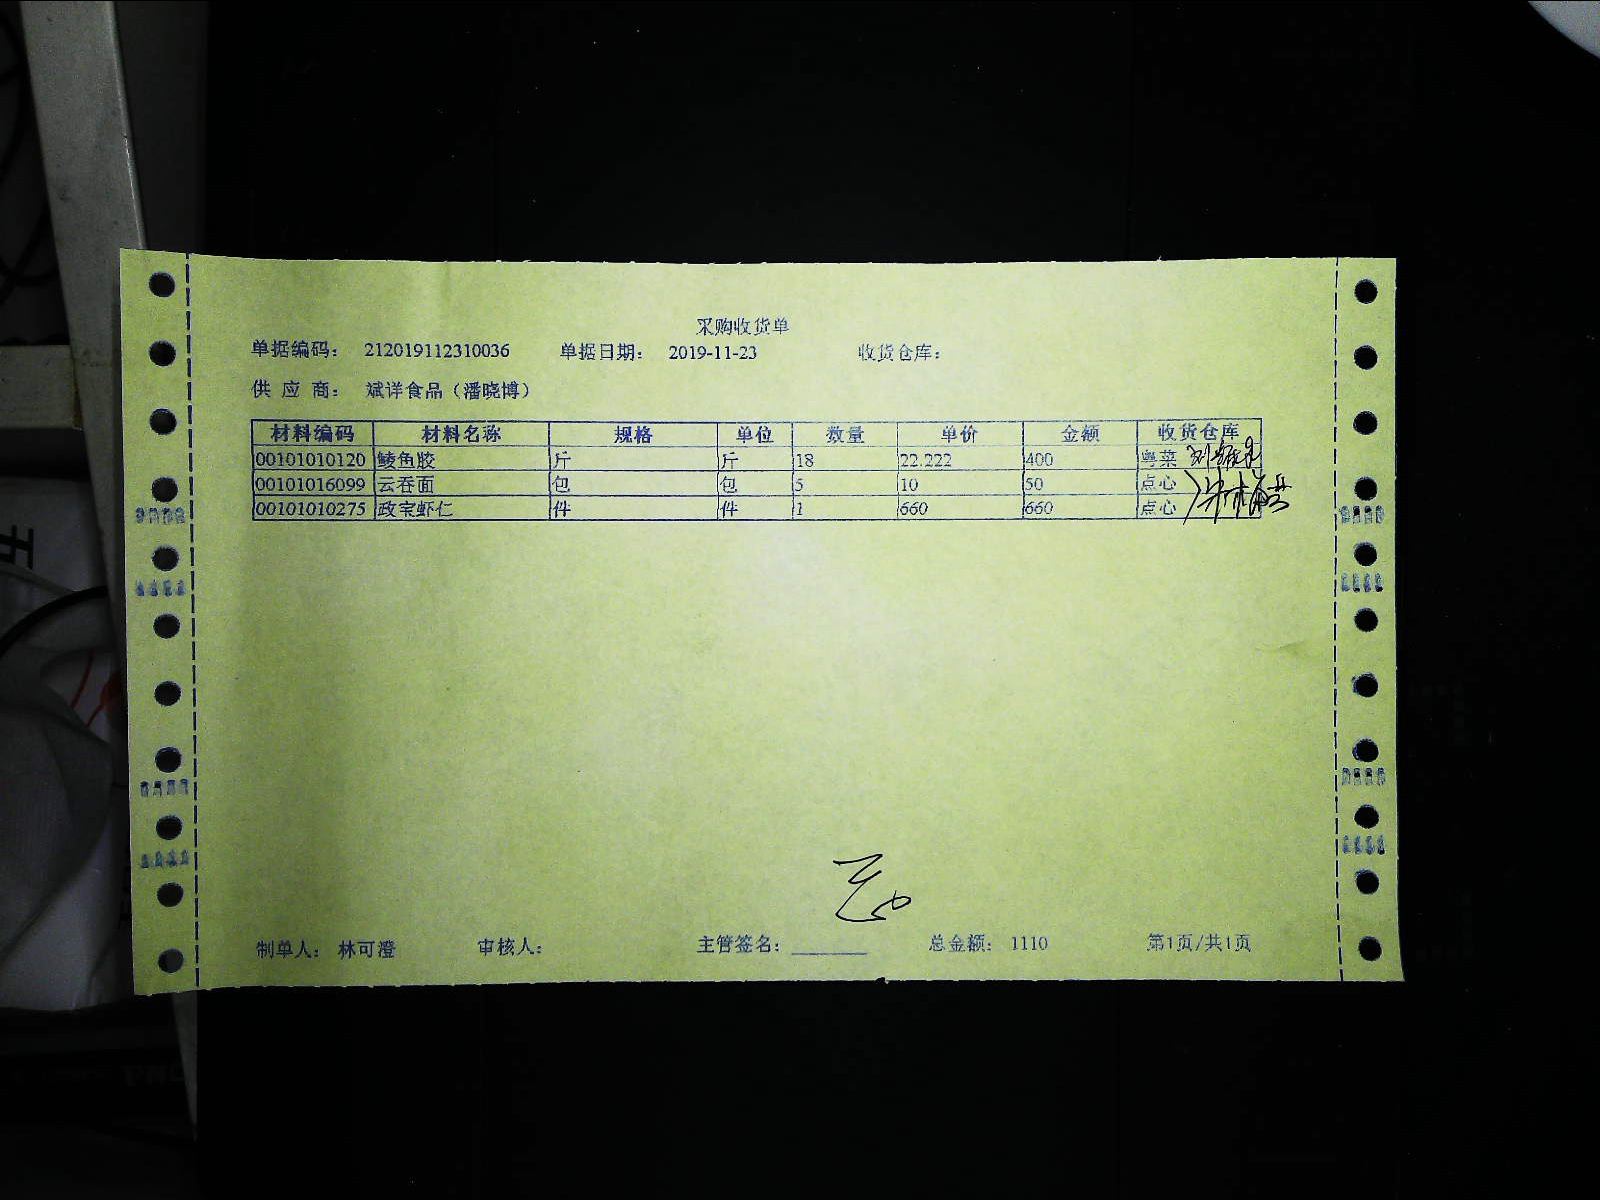 采购收货单
单据编码： 212019112310036 单据日期： 2019-11-23 收货仓库：
供 应 商： 斌详食品（潘晓博）
材料编码 材料名称 规格 单位 数量 单价 金额 收货仓库
00101010120 鲮鱼胶 斤 斤 18 22.222 400 粤菜
00101016099 云吞面 包 包 5 10 50 点心
00101010275 政宝虾仁 件 件 1 660 660 点心
制单人： 林可澄 审核人： 主管签名： 总金额： 1110 第1页/共1页